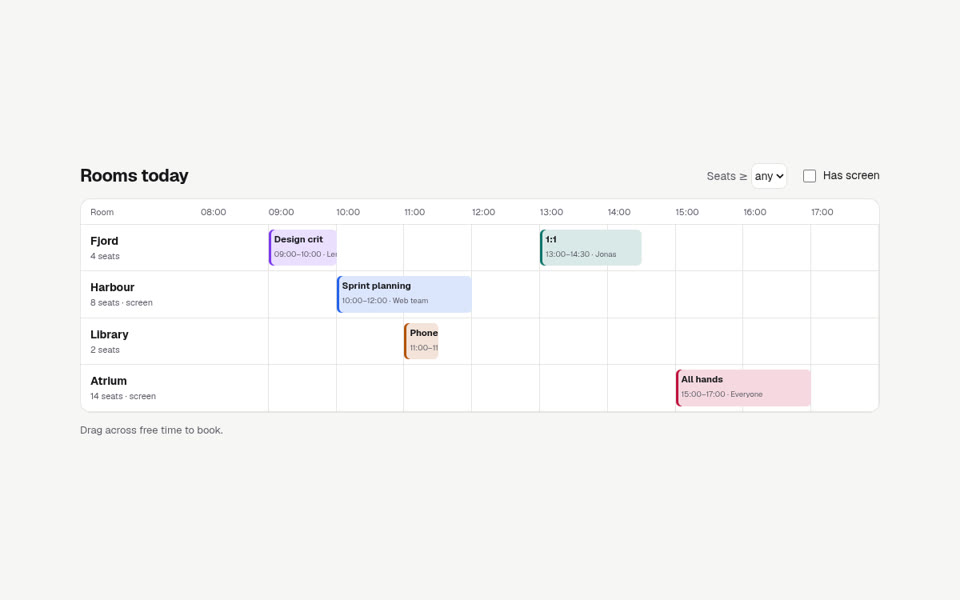 Rooms today
Seats ≥ any
Has screen
Room 08:00 09:00 10:00 11:00 12:00 13:00 14:00 15:00 16:00 17:00
Fjord
4 seats
Design crit
09:00–10:00 ·
1:1
13:00–14:30 · Jonas
Harbour
8 seats · screen
Sprint planning
10:00–12:00 · Web team
Library
2 seats
Phone
11:00–11
Atrium
14 seats · screen
All hands
15:00–17:00 · Everyone
Drag across free time to book.